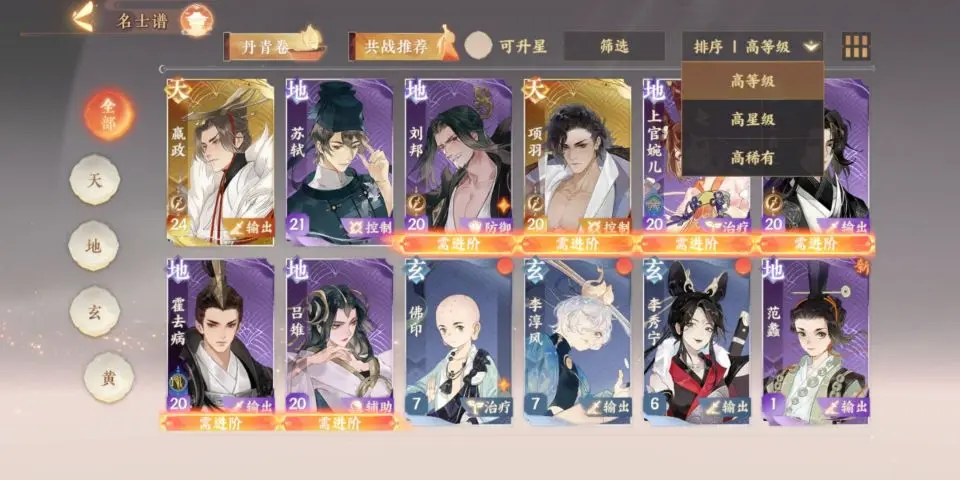 名士谱
丹青卷
共战推荐
可升星
筛选
排序 | 高等级
高等级
高星级
高稀有
全部
天
地
玄
黄
天
嬴政
24
输出
地
苏轼
21
控制
地
刘邦
20
防御
需进阶
天
项羽
20
控制
需进阶
地
上官婉儿
20
治疗
需进阶
20
输出
需进阶
地
霍去病
20
输出
需进阶
地
吕雉
20
辅助
需进阶
玄
佛印
7
治疗
玄
李淳风
7
输出
玄
李秀宁
6
输出
地
新
范蠡
1
输出